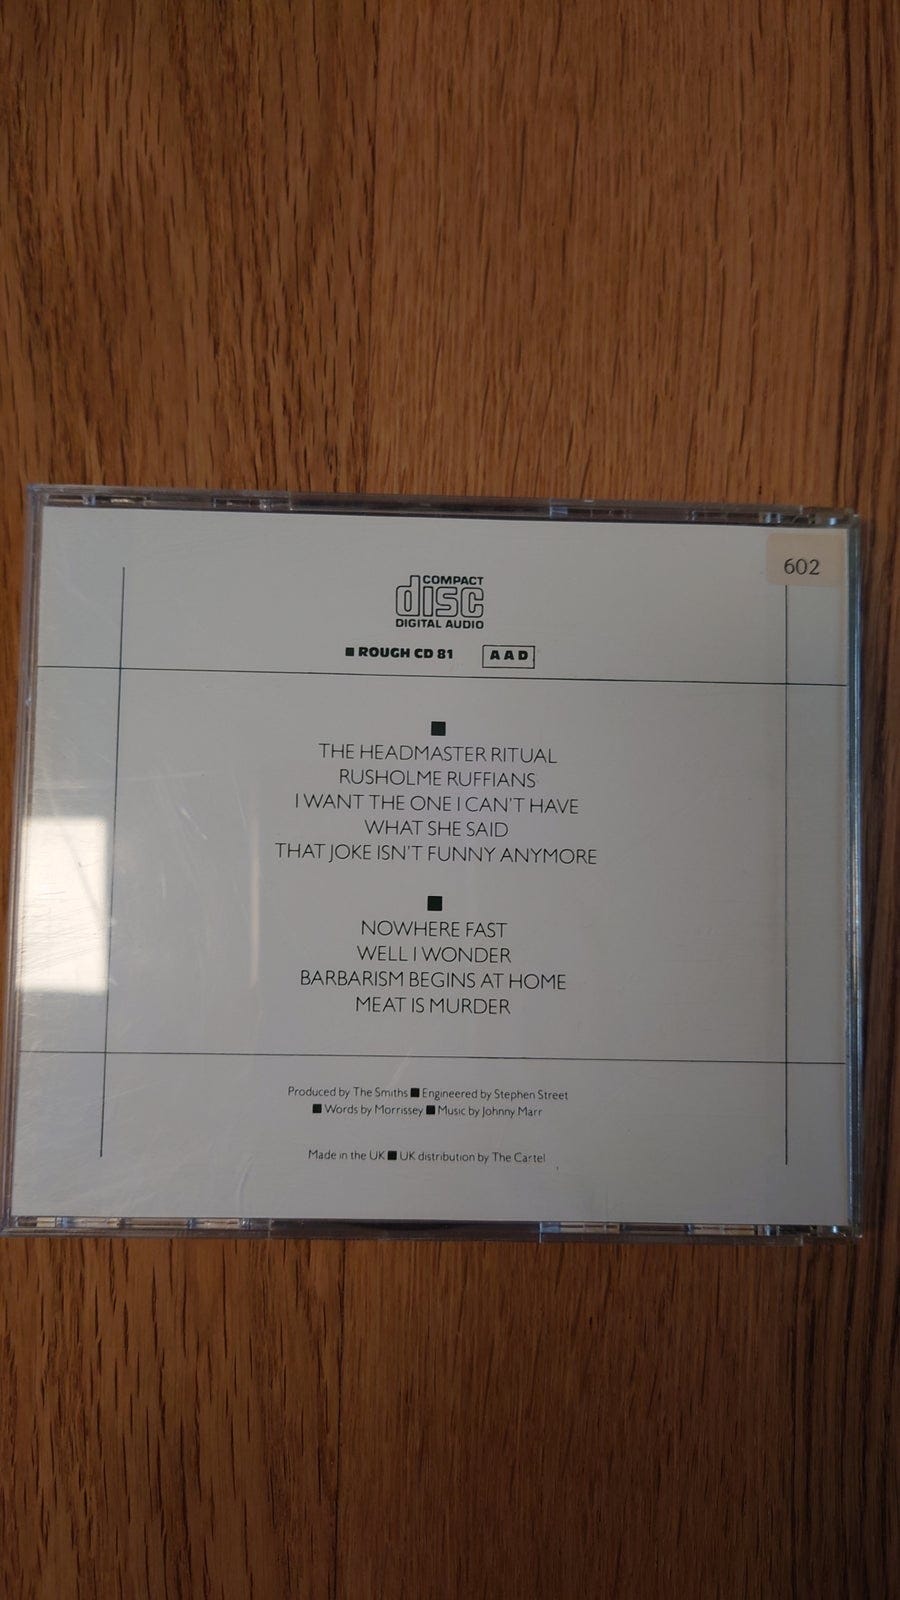 602
COMPACT
disc
DIGITAL AUDIO
■ ROUGH CD 81 AAD
■
THE HEADMASTER RITUAL
RUSHOLME RUFFIANS
I WANT THE ONE I CAN'T HAVE
WHAT SHE SAID
THAT JOKE ISN'T FUNNY ANYMORE
■
NOWHERE FAST
WELL I WONDER
BARBARISM BEGINS AT HOME
MEAT IS MURDER
Produced by The Smiths ■ Engineered by Stephen Street
■ Words by Morrissey ■ Music by Johnny Marr
Made in the UK ■ UK distribution by The Cartel